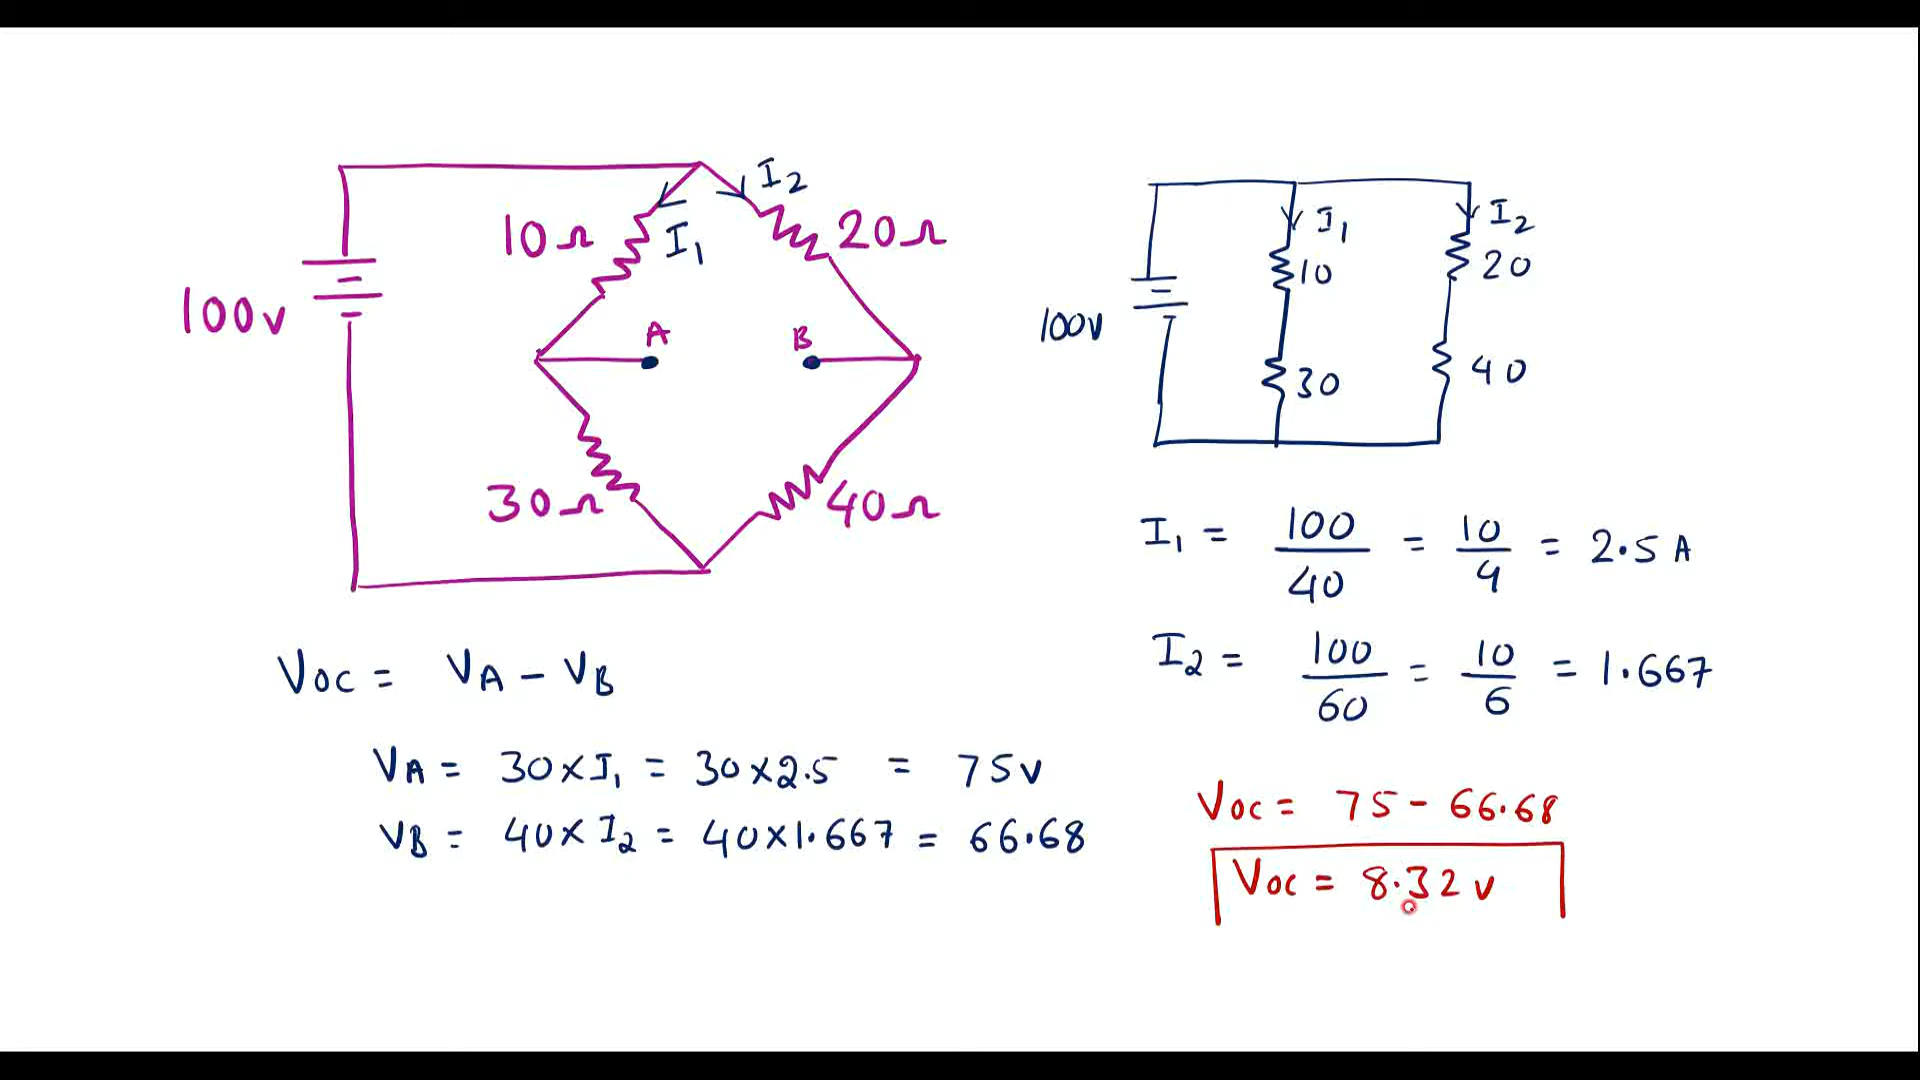 I₂
10Ω
I₁
20Ω
100v
A
B
30Ω
40Ω
I₁
I₂
10
20
100V
30
40
I₁ = 100/40 = 10/4 = 2.5 A
I₂ = 100/60 = 10/6 = 1.667
Voc = VA - VB
VA = 30 × I₁ = 30 × 2.5 = 75v
VB = 40 × I₂ = 40 × 1.667 = 66.68
Voc = 75 - 66.68
Voc = 8.32 v